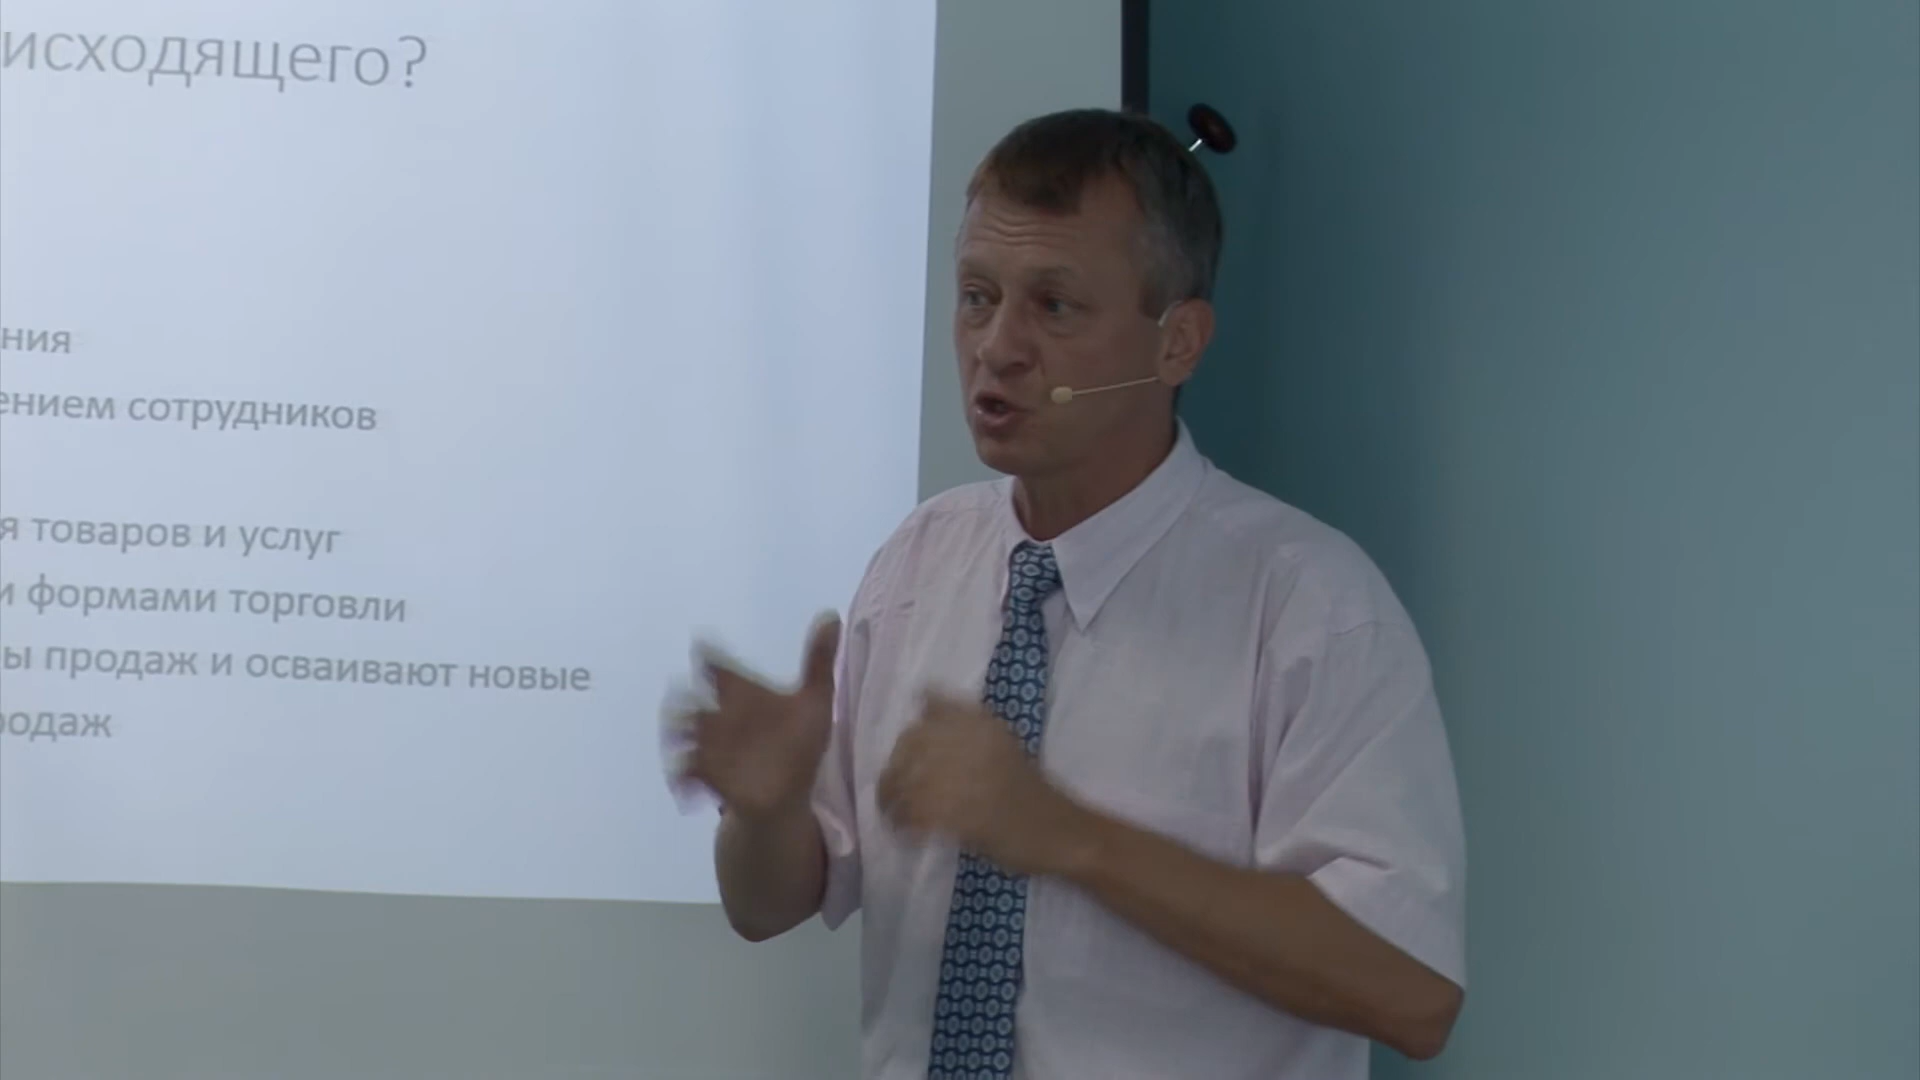 исходящего?
ния
ением сотрудников
я товаров и услуг
и формами торговли
ы продаж и осваивают новые
родаж